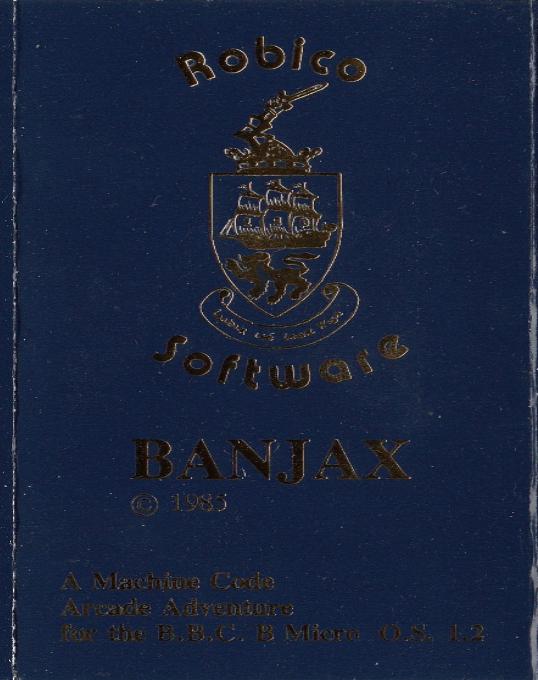 Robico
Software
BANJAX
© 1985
A Machine Code
Arcade Adventure
for the B.B.C. B Micro O.S. 1.2